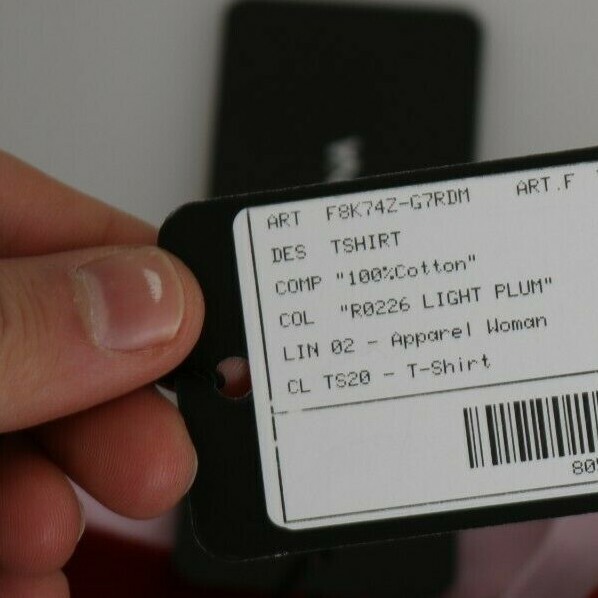 ART F8K74Z-G7RDM ART.F
DES TSHIRT
COMP "100%Cotton"
COL "R0226 LIGHT PLUM"
LIN 02 - Apparel Woman
CL TS20 - T-Shirt